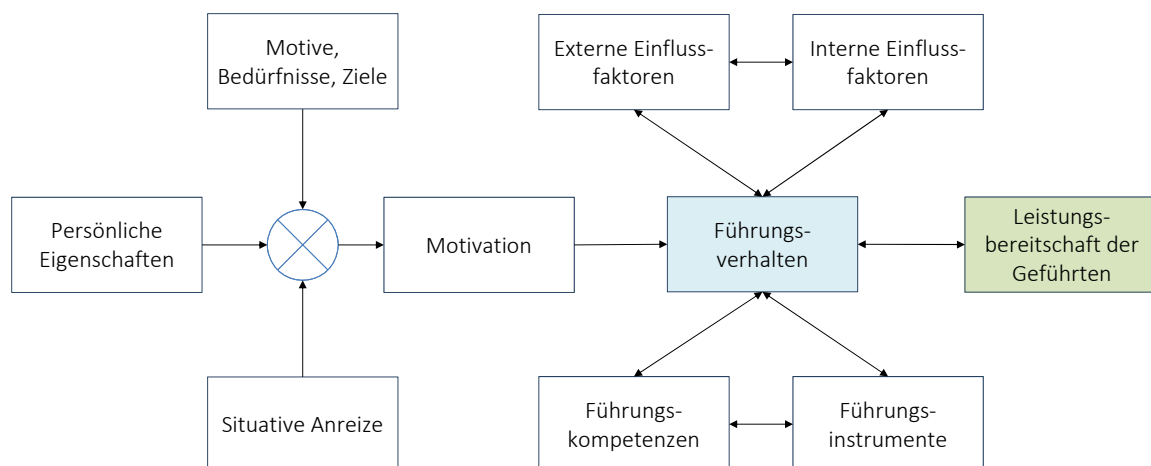 Motive,
Bedürfnisse, Ziele
Externe Einfluss-
faktoren
Interne Einfluss-
faktoren
Persönliche
Eigenschaften
Motivation
Führungs-
verhalten
Leistungs-
bereitschaft der
Geführten
Situative Anreize
Führungs-
kompetenzen
Führungs-
instrumente